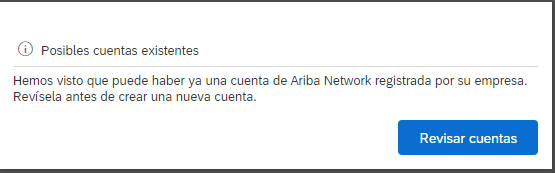 Posibles cuentas existentes
Hemos visto que puede haber ya una cuenta de Ariba Network registrada por su empresa.
Revísela antes de crear una nueva cuenta.
Revisar cuentas